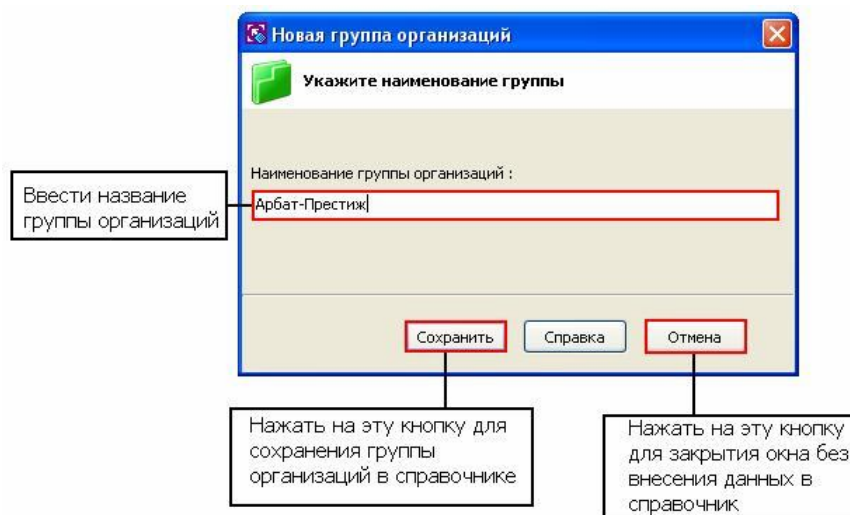 Новая группа организаций
Укажите наименование группы
Наименование группы организаций :
Ввести название
группы организаций
Арбат-Престиж
Сохранить
Справка
Отмена
Нажать на эту кнопку для
сохранения группы
организаций в справочнике
Нажать на эту кнопку
для закрытия окна без
внесения данных в
справочник